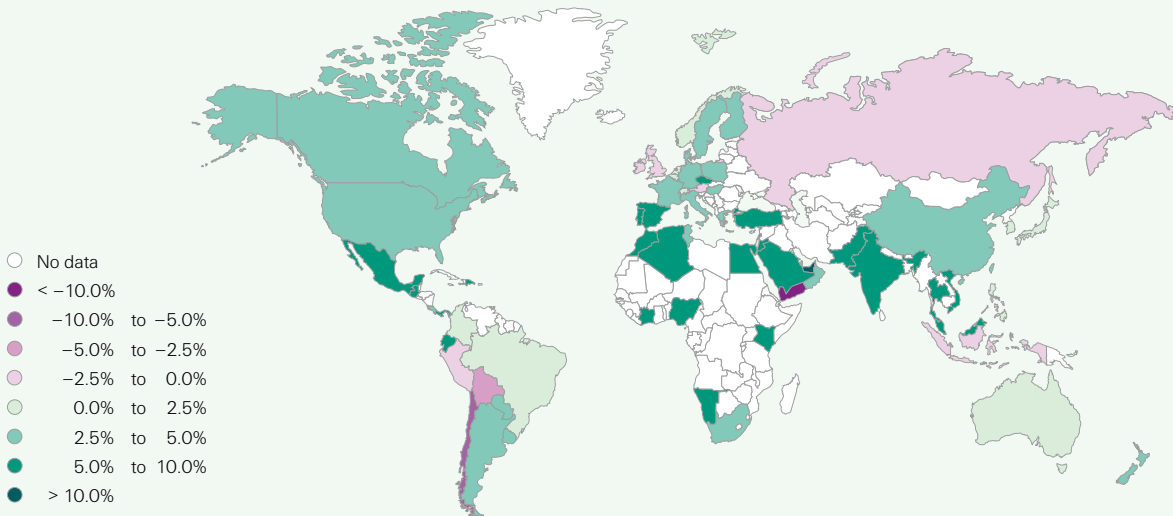 No data
< −10.0%
−10.0% to −5.0%
−5.0% to −2.5%
−2.5% to 0.0%
0.0% to 2.5%
2.5% to 5.0%
5.0% to 10.0%
> 10.0%